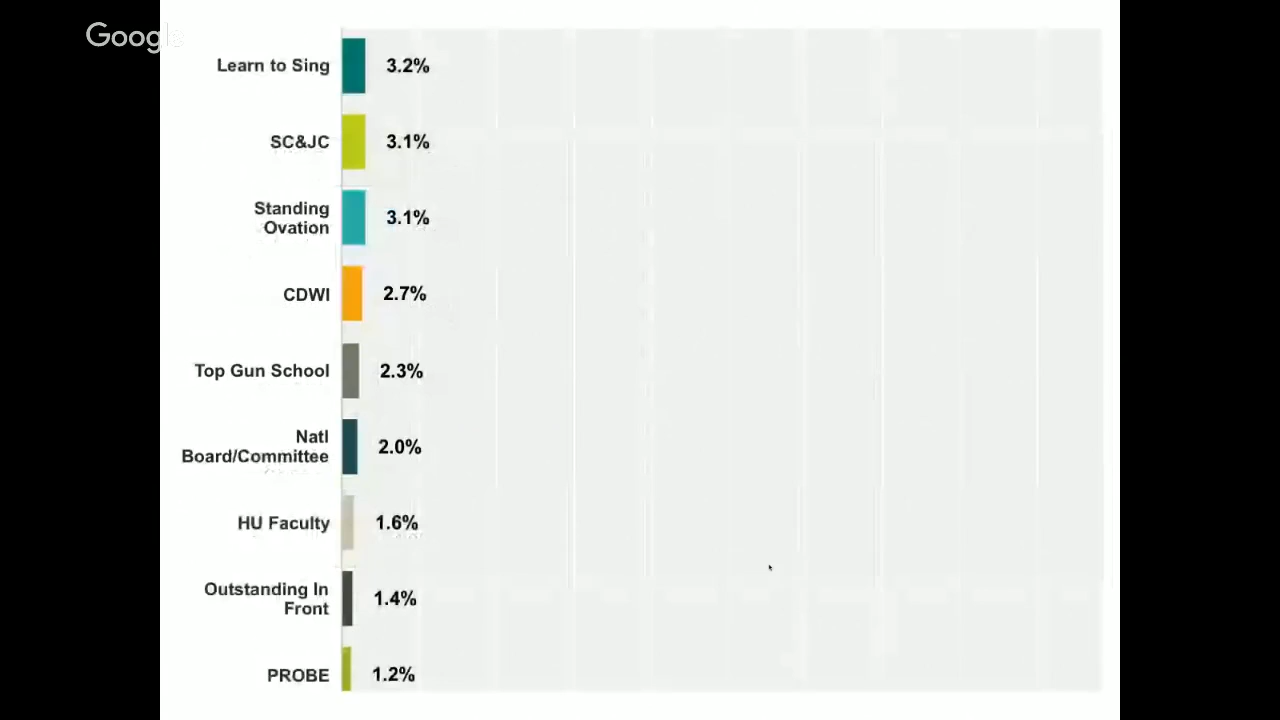 Google
Learn to Sing 3.2%
SC&JC 3.1%
Standing
Ovation 3.1%
CDWI 2.7%
Top Gun School 2.3%
Natl
Board/Committee 2.0%
HU Faculty 1.6%
Outstanding In
Front 1.4%
PROBE 1.2%